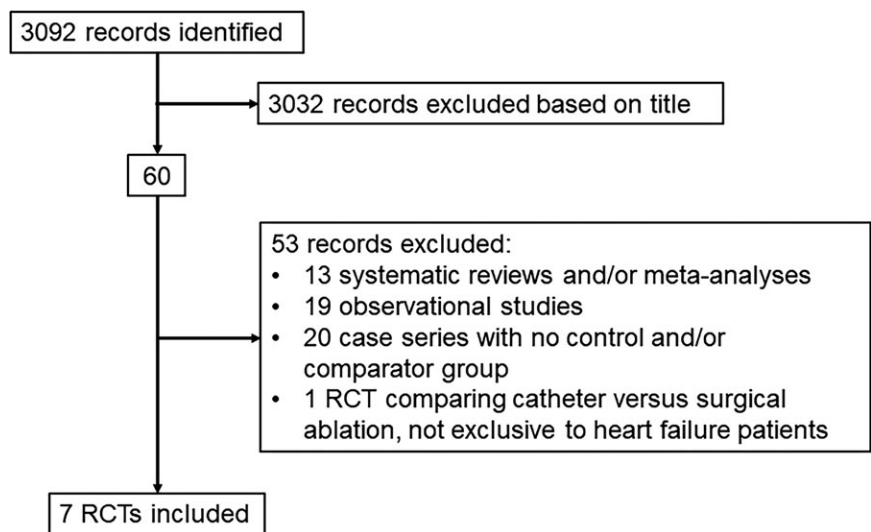 3092 records identified
3032 records excluded based on title
60
53 records excluded:
• 13 systematic reviews and/or meta-analyses
• 19 observational studies
• 20 case series with no control and/or
comparator group
• 1 RCT comparing catheter versus surgical
ablation, not exclusive to heart failure patients
7 RCTs included